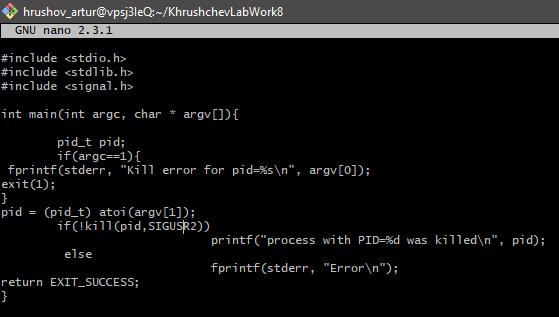 hrushov_artur@vpsj3leQ:~/KhrushchevLabWork8
GNU nano 2.3.1
#include <stdio.h>
#include <stdlib.h>
#include <signal.h>
int main(int argc, char * argv[]){
pid_t pid;
if(argc==1){
fprintf(stderr, "Kill error for pid=%s\n", argv[0]);
exit(1);
}
pid = (pid_t) atoi(argv[1]);
if(!kill(pid,SIGUSR2))
printf("process with PID=%d was killed\n", pid);
else
fprintf(stderr, "Error\n");
return EXIT_SUCCESS;
}